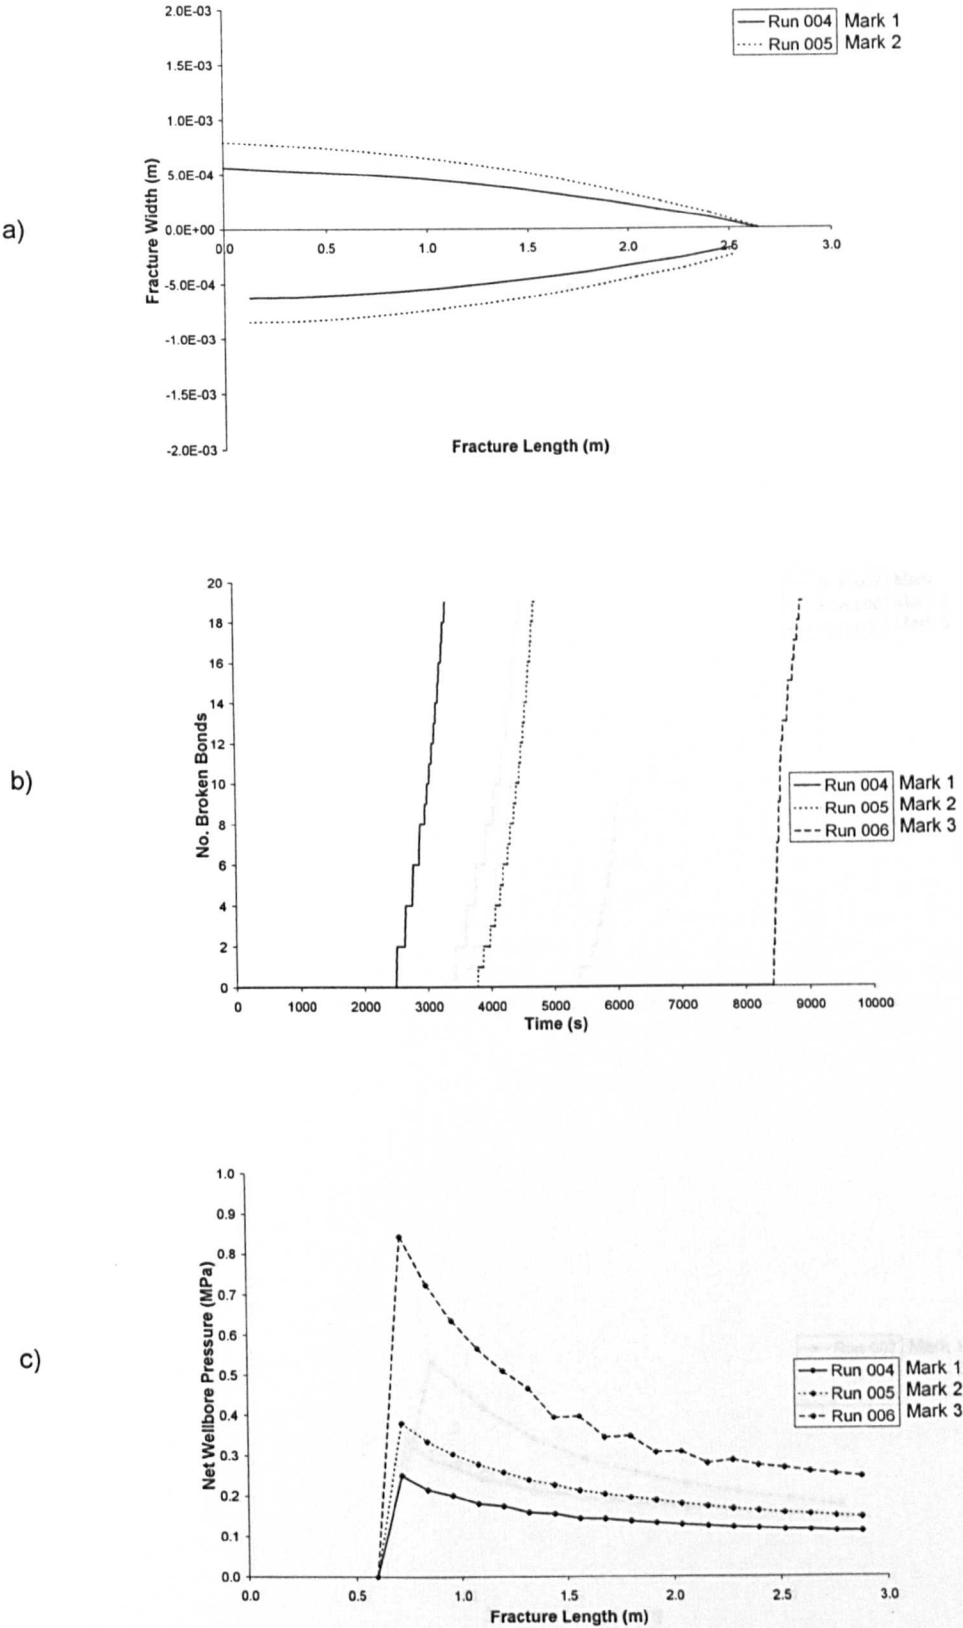 a)
2.0E-03
1.5E-03
1.0E-03
5.0E-04
0.0E+00
-5.0E-04
-1.0E-03
-1.5E-03
-2.0E-03
Fracture Width (m)
0.0 0.5 1.0 1.5 2.0 2.5 3.0
Fracture Length (m)
Run 004 Mark 1
Run 005 Mark 2
b)
20
18
16
14
12
10
8
6
4
2
0
No. Broken Bonds
0 1000 2000 3000 4000 5000 6000 7000 8000 9000 10000
Time (s)
Run 004 Mark 1
Run 005 Mark 2
Run 006 Mark 3
c)
1.0
0.9
0.8
0.7
0.6
0.5
0.4
0.3
0.2
0.1
0.0
Net Wellbore Pressure (MPa)
0.0 0.5 1.0 1.5 2.0 2.5 3.0
Fracture Length (m)
Run 004 Mark 1
Run 005 Mark 2
Run 006 Mark 3